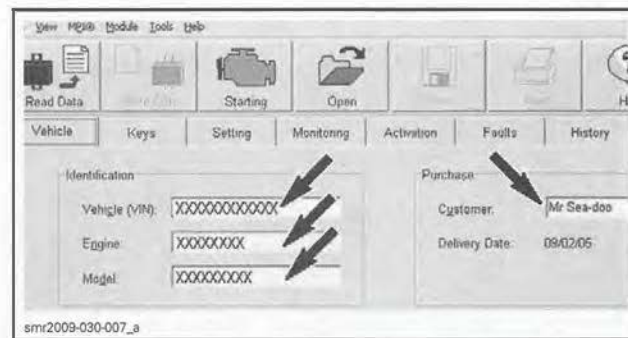 View MPI® Module Tools Help
Read Data Starting Open
Vehicle Keys Setting Monitoring Activation Faults History
Identification Purchase
Vehicle (VIN): XXXXXXXXXXXX Customer: Mr Sea-doo
Engine: XXXXXXXX Delivery Date: 09/02/05
Model: XXXXXXXXX
smr2009-030-007_a